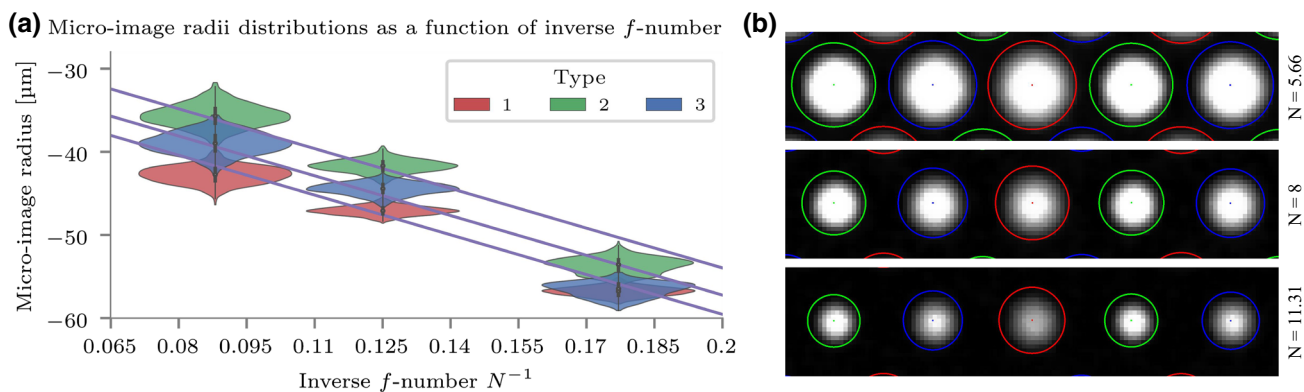 (a) Micro-image radii distributions as a function of inverse f-number
Micro-image radius [µm]
−30
−40
−50
−60
Type
1 2 3
0.065 0.08 0.095 0.11 0.125 0.14 0.155 0.17 0.185 0.2
Inverse f-number N⁻¹
(b)
N = 5.66
N = 8
N = 11.31